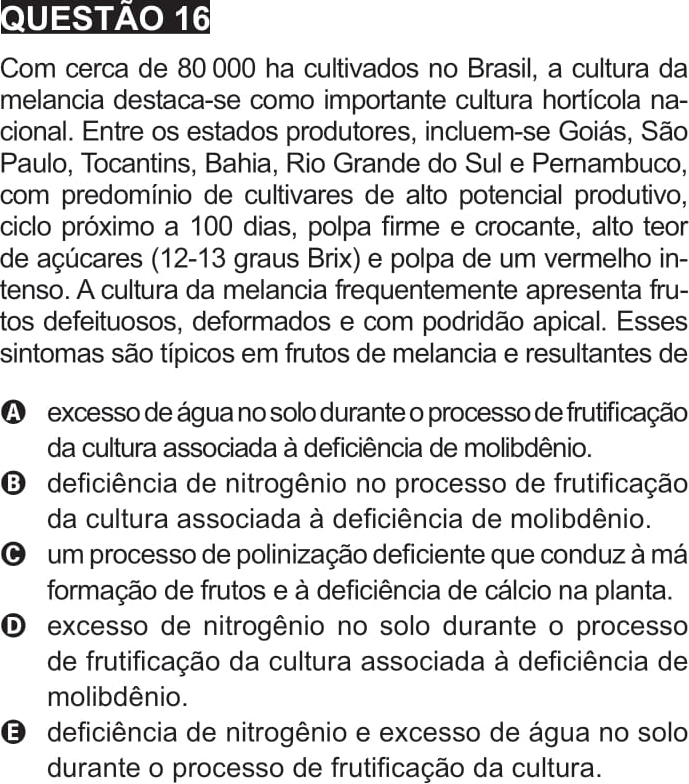 QUESTÃO 16
Com cerca de 80 000 ha cultivados no Brasil, a cultura da
melancia destaca-se como importante cultura hortícola na-
cional. Entre os estados produtores, incluem-se Goiás, São
Paulo, Tocantins, Bahia, Rio Grande do Sul e Pernambuco,
com predomínio de cultivares de alto potencial produtivo,
ciclo próximo a 100 dias, polpa firme e crocante, alto teor
de açúcares (12-13 graus Brix) e polpa de um vermelho in-
tenso. A cultura da melancia frequentemente apresenta fru-
tos defeituosos, deformados e com podridão apical. Esses
sintomas são típicos em frutos de melancia e resultantes de
A excesso de água no solo durante o processo de frutificação
da cultura associada à deficiência de molibdênio.
B deficiência de nitrogênio no processo de frutificação
da cultura associada à deficiência de molibdênio.
C um processo de polinização deficiente que conduz à má
formação de frutos e à deficiência de cálcio na planta.
D excesso de nitrogênio no solo durante o processo
de frutificação da cultura associada à deficiência de
molibdênio.
E deficiência de nitrogênio e excesso de água no solo
durante o processo de frutificação da cultura.